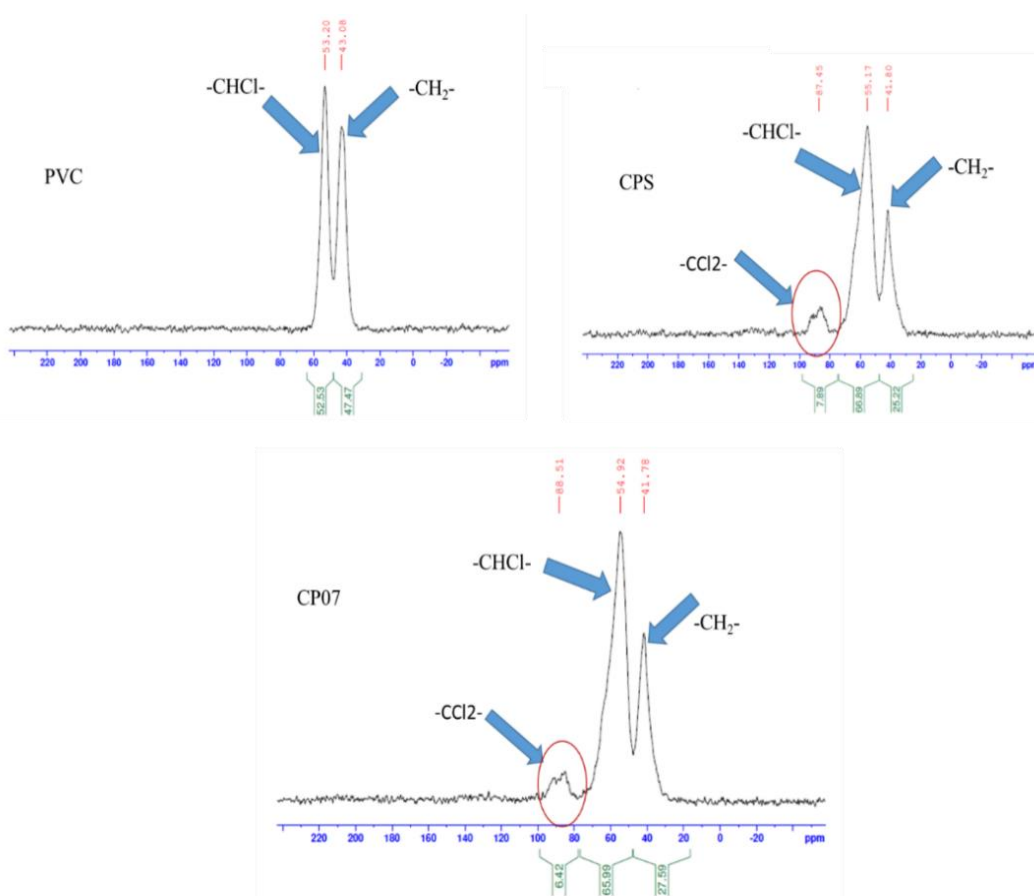 53.20
43.08
-CHCl-
-CH2-
PVC
220 200 180 160 140 120 100 80 60 40 20 0 -20 ppm
52.53
47.47
87.45
55.17
41.80
-CHCl-
-CH2-
CPS
-CCl2-
220 200 180 160 140 120 100 80 60 40 20 0 -20 ppm
7.89
66.89
25.22
88.51
54.92
41.78
-CHCl-
CP07
-CH2-
-CCl2-
240 220 200 180 160 140 120 100 80 60 40 20 0 -20 ppm
6.42
65.99
27.59